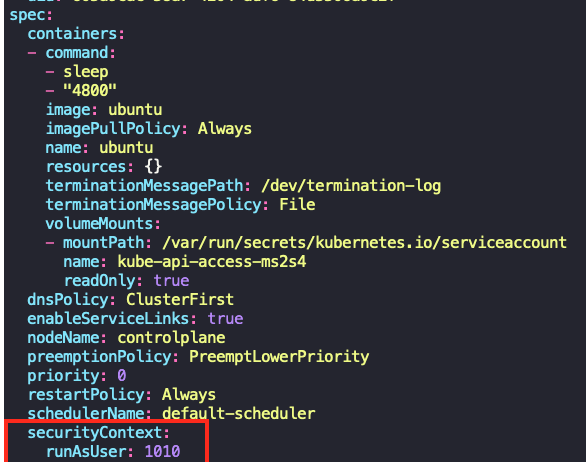 spec:
  containers:
  - command:
    - sleep
    - "4800"
    image: ubuntu
    imagePullPolicy: Always
    name: ubuntu
    resources: {}
    terminationMessagePath: /dev/termination-log
    terminationMessagePolicy: File
    volumeMounts:
    - mountPath: /var/run/secrets/kubernetes.io/serviceaccount
      name: kube-api-access-ms2s4
      readOnly: true
  dnsPolicy: ClusterFirst
  enableServiceLinks: true
  nodeName: controlplane
  preemptionPolicy: PreemptLowerPriority
  priority: 0
  restartPolicy: Always
  schedulerName: default-scheduler
  securityContext:
    runAsUser: 1010